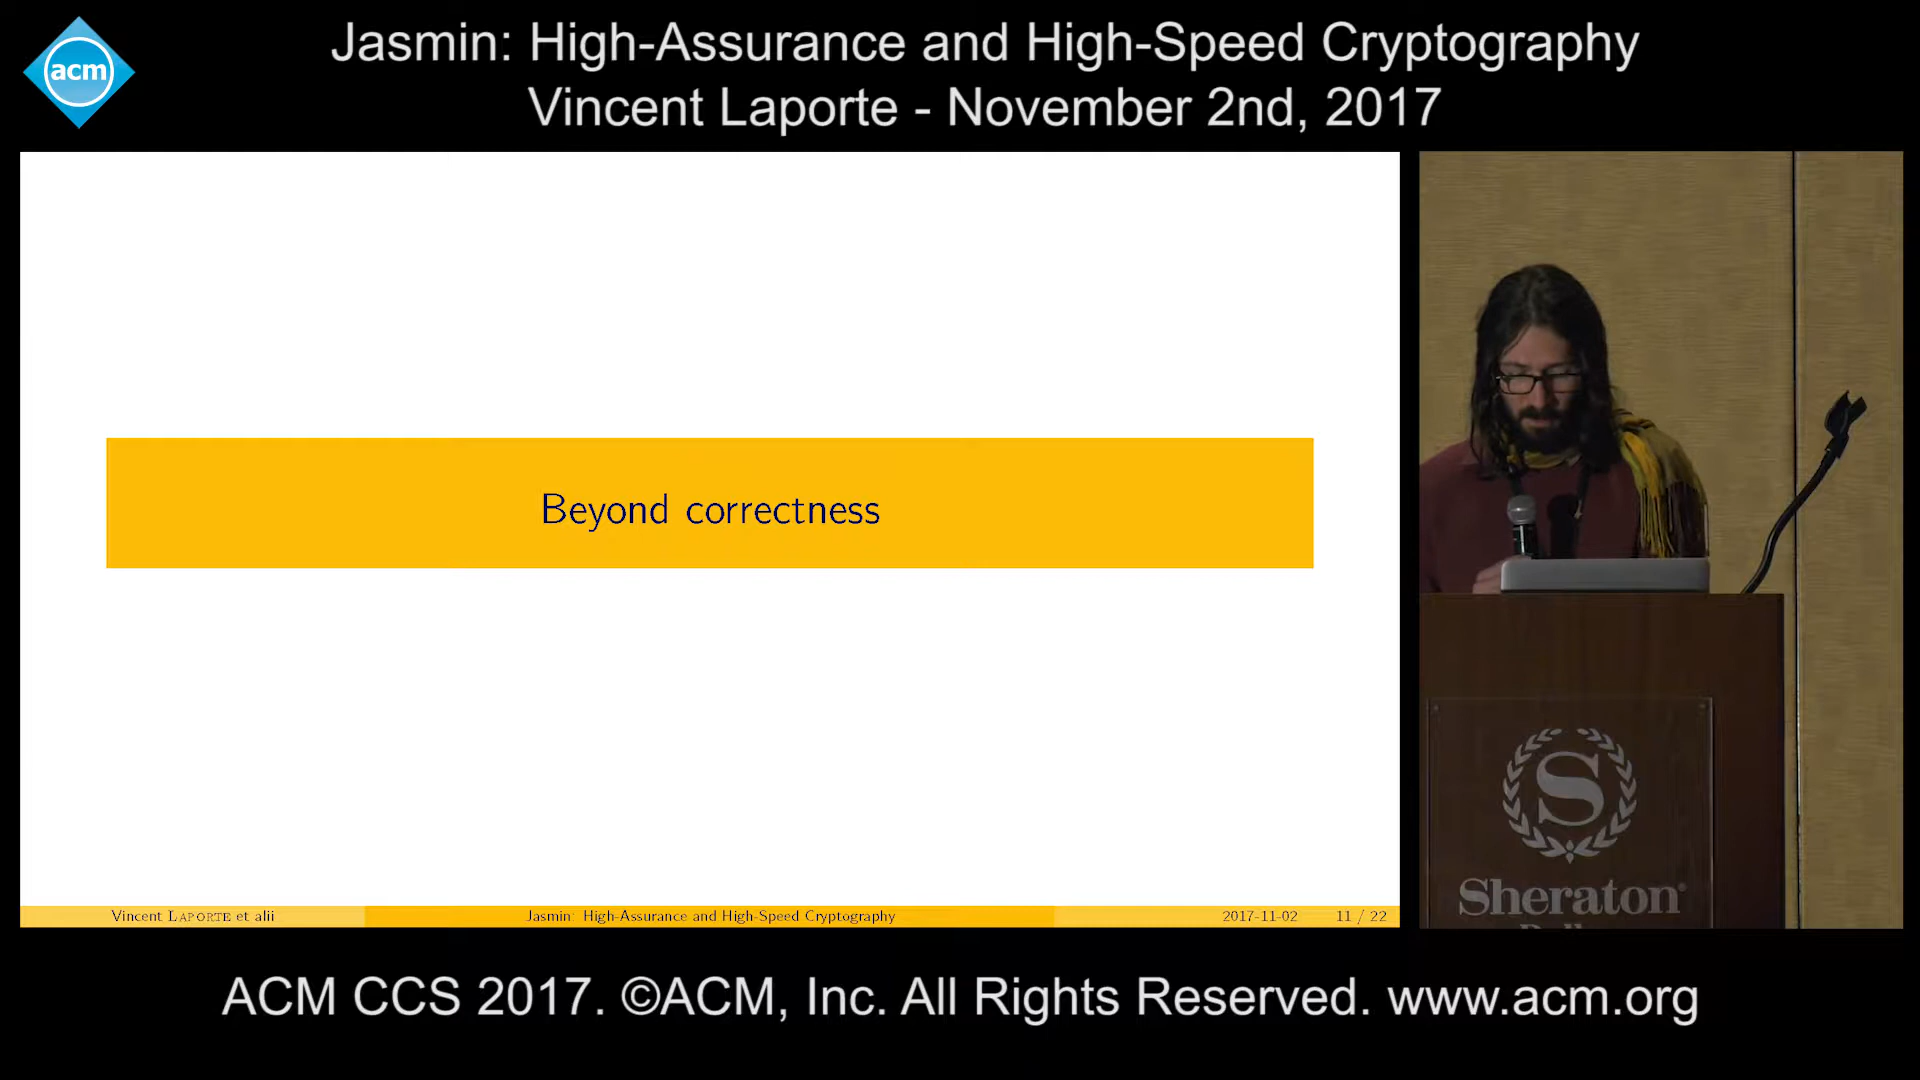 acm
Jasmin: High-Assurance and High-Speed Cryptography
Vincent Laporte - November 2nd, 2017
Beyond correctness
Vincent LAPORTE et alii
Jasmin: High-Assurance and High-Speed Cryptography
2017-11-02 11 / 22
S
Sheraton®
ACM CCS 2017. ©ACM, Inc. All Rights Reserved. www.acm.org